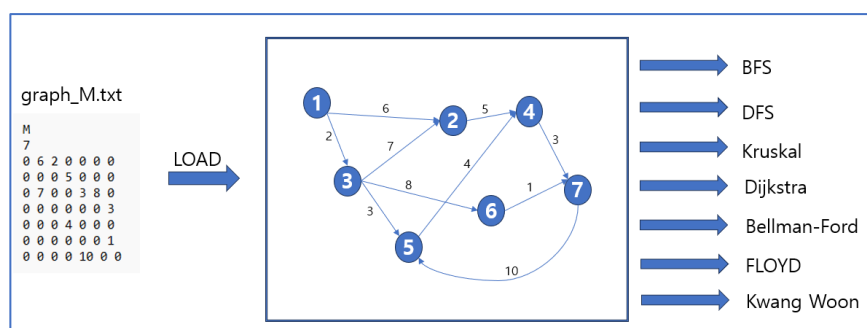 graph_M.txt
M
7
0 6 2 0 0 0 0
0 0 0 5 0 0 0
0 7 0 0 3 8 0
0 0 0 0 0 0 3
0 0 0 4 0 0 0
0 0 0 0 0 0 1
0 0 0 0 10 0 0
LOAD
1
6
2
5
4
2
7
3
4
3
8
1
7
3
6
5
10
BFS
DFS
Kruskal
Dijkstra
Bellman-Ford
FLOYD
Kwang Woon